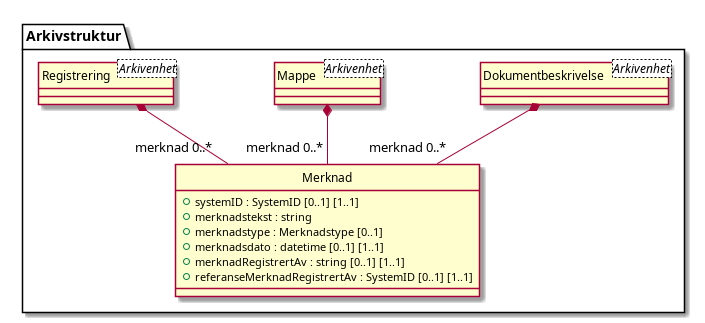 Arkivstruktur
Registrering Arkivenhet
Mappe Arkivenhet
Dokumentbeskrivelse Arkivenhet
merknad 0..*
merknad 0..*
merknad 0..*
Merknad
systemID : SystemID [0..1] [1..1]
merknadstekst : string
merknadstype : Merknadstype [0..1]
merknadsdato : datetime [0..1] [1..1]
merknadRegistrertAv : string [0..1] [1..1]
referanseMerknadRegistrertAv : SystemID [0..1] [1..1]